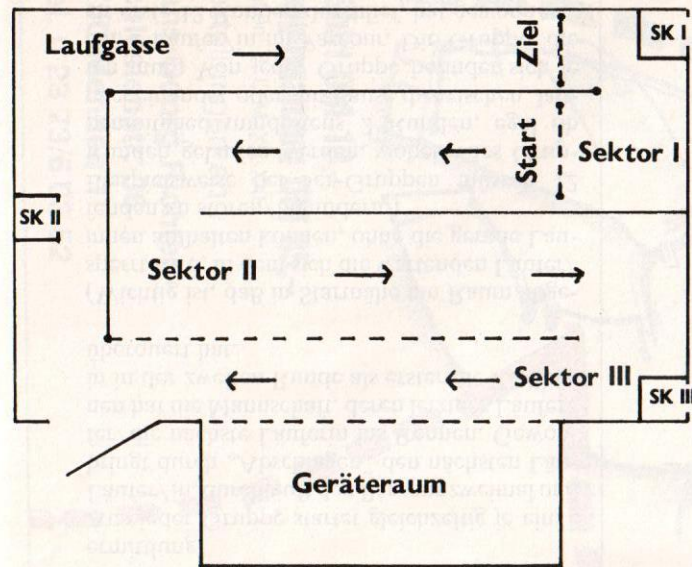 Laufgasse
Ziel
SK I
Start
Sektor I
SK II
Sektor II
Sektor III
SK III
Geräteraum